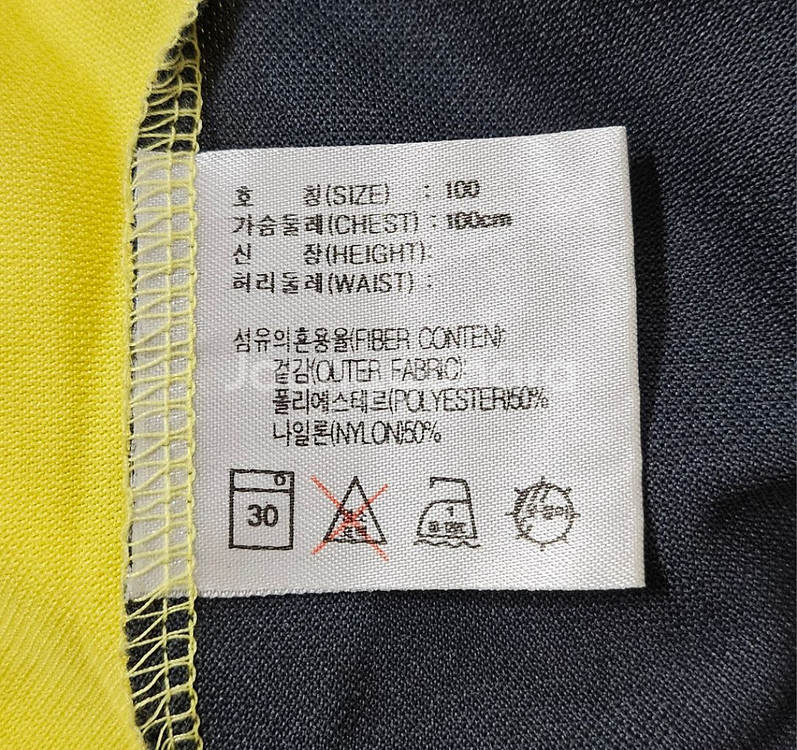 호 칭(SIZE) : 100
가슴둘레(CHEST) : 100cm
신 장(HEIGHT):
허리둘레(WAIST) :
섬유의혼용율(FIBER CONTEN):
겉감(OUTER FABRIC):
폴리에스테르(POLYESTER)50%
나일론(NYLON)50%
30
1